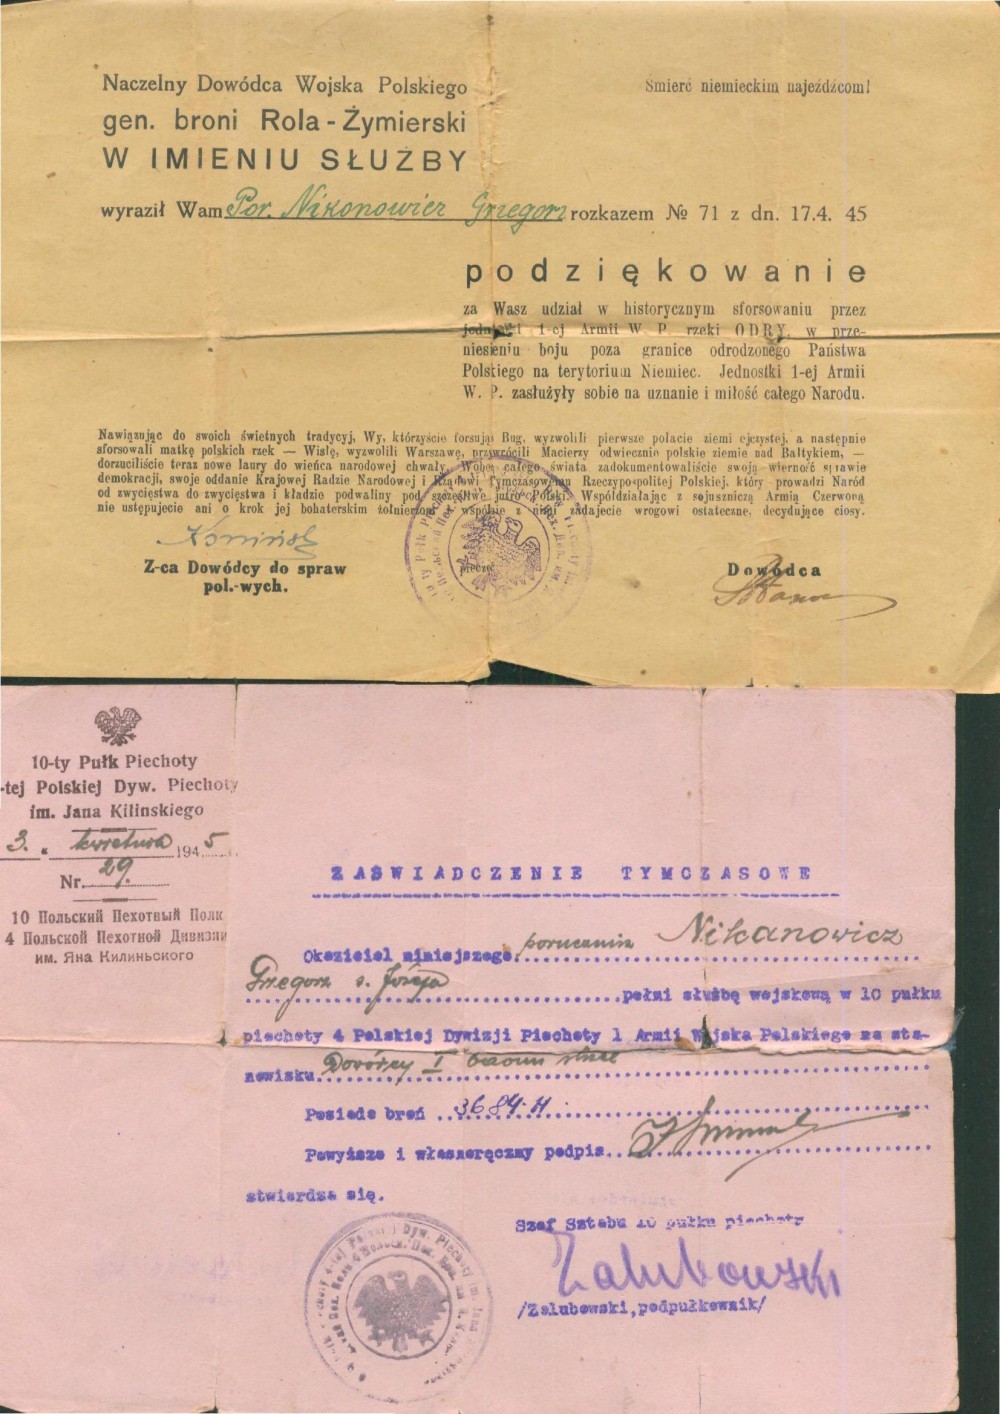 Naczelny Dowódca Wojska Polskiego
gen. broni Rola-Żymierski
W IMIENIU SŁUŻBY
Śmierć niemieckim najeźdźcom!
wyraził Wam Por. Nikonowicz Grzegorz rozkazem № 71 z dn. 17.4. 45
podziękowanie
za Wasz udział w historycznym sforsowaniu przez
jednostki 1-ej Armii W. P. rzeki ODRY, w prze-
niesieniu boju poza granice odrodzonego Państwa
Polskiego na terytorium Niemiec. Jednostki 1-ej Armii
W. P. zasłużyły sobie na uznanie i miłość całego Narodu.
Nawiązując do swoich świetnych tradycyj, Wy, którzyście forsując Bug, wyzwolili pierwsze połacie ziemi ojczystej, a następnie
sforsowali matkę polskich rzek — Wisłę, wyzwolili Warszawę, przywrócili Macierzy odwiecznie polskie ziemie nad Bałtykiem, —
dorzuciliście teraz nowe laury do wieńca narodowej chwały. Wobec całego świata zadokumentowaliście swoją wierność sprawie
demokracji, swoje oddanie Krajowej Radzie Narodowej i Rządowi Tymczasowemu Rzeczypospolitej Polskiej, który prowadzi Naród
od zwycięstwa do zwycięstwa i kładzie podwaliny pod szczęśliwe jutro Polski. Współdziałając z sojuszniczą Armią Czerwoną
nie ustępujecie ani o krok jej bohaterskim żołnierzom i wspólnie z nimi zadajecie wrogowi ostateczne, decydujące ciosy.
Z-ca Dowódcy do spraw
pol.-wych.
pieczęć
Dowódca
10-ty Pułk Piechoty
-tej Polskiej Dyw. Piechoty
im. Jana Kilinskiego
3. kwietnia 1945
Nr. 29.
10 Польский Пехотный Полк
4 Польской Пехотной Дивизии
им. Яна Килиньского
ZAŚWIADCZENIE TYMCZASOWE
Okaziciel niniejszego porucznik Nikanowicz
Grzegorz s. Józefa pełni służbę wojskową w 10 pułku
piechoty 4 Polskiej Dywizji Piechoty 1 Armii Wojska Polskiego na sta-
nowisku Dowódcy I
Posiada broń 3684.H
Powyższe i własnoręczny podpis
stwierdza się.
Szef Sztabu 10 pułku piechoty
Załubowski
/Załubowski, podpułkownik/